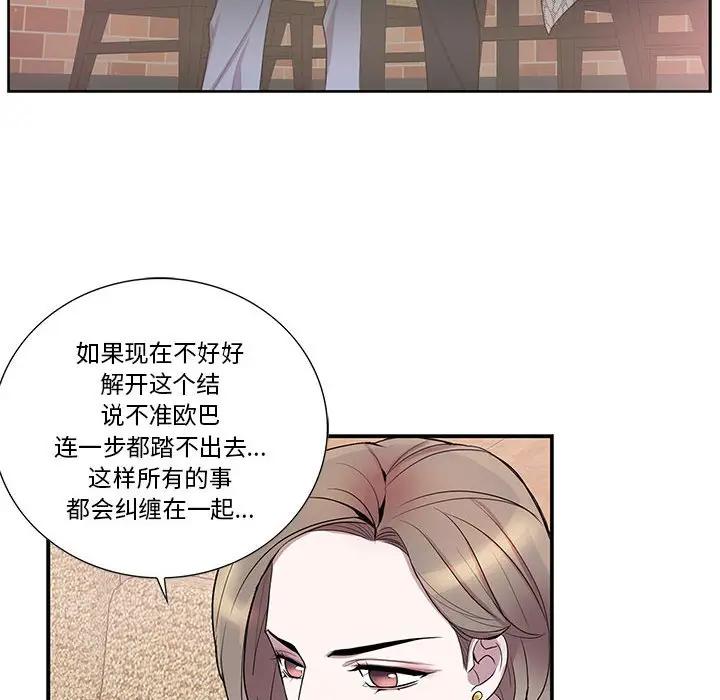 如果现在不好好
解开这个结
说不准欧巴
连一步都踏不出去...
这样所有的事
都会纠缠在一起...